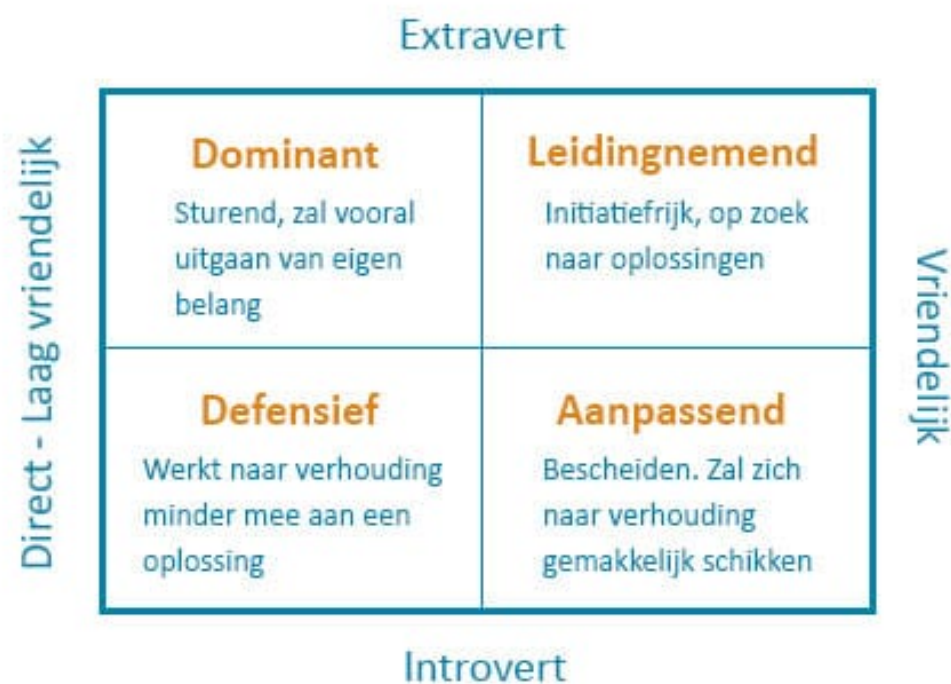 Extravert
Direct - Laag vriendelijk
Dominant
Sturend, zal vooral
uitgaan van eigen
belang
Leidingnemend
Initiatiefrijk, op zoek
naar oplossingen
Vriendelijk
Defensief
Werkt naar verhouding
minder mee aan een
oplossing
Aanpassend
Bescheiden. Zal zich
naar verhouding
gemakkelijk schikken
Introvert